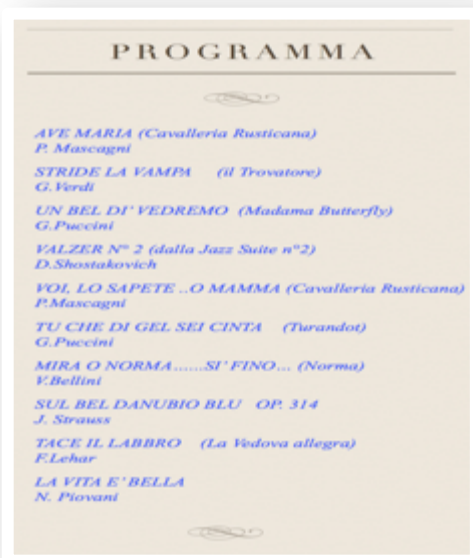 PROGRAMMA
AVE MARIA (Cavalleria Rusticana)
P. Mascagni
STRIDE LA VAMPA (il Trovatore)
G.Verdi
UN BEL DI' VEDREMO (Madama Butterfly)
G.Puccini
VALZER N° 2 (dalla Jazz Suite n°2)
D.Shostakovich
VOI, LO SAPETE ..O MAMMA (Cavalleria Rusticana)
P.Mascagni
TU CHE DI GEL SEI CINTA (Turandot)
G.Puccini
MIRA O NORMA......SI' FINO... (Norma)
V.Bellini
SUL BEL DANUBIO BLU OP. 314
J. Strauss
TACE IL LABBRO (La Vedova allegra)
F.Lehar
LA VITA E' BELLA
N. Piovani